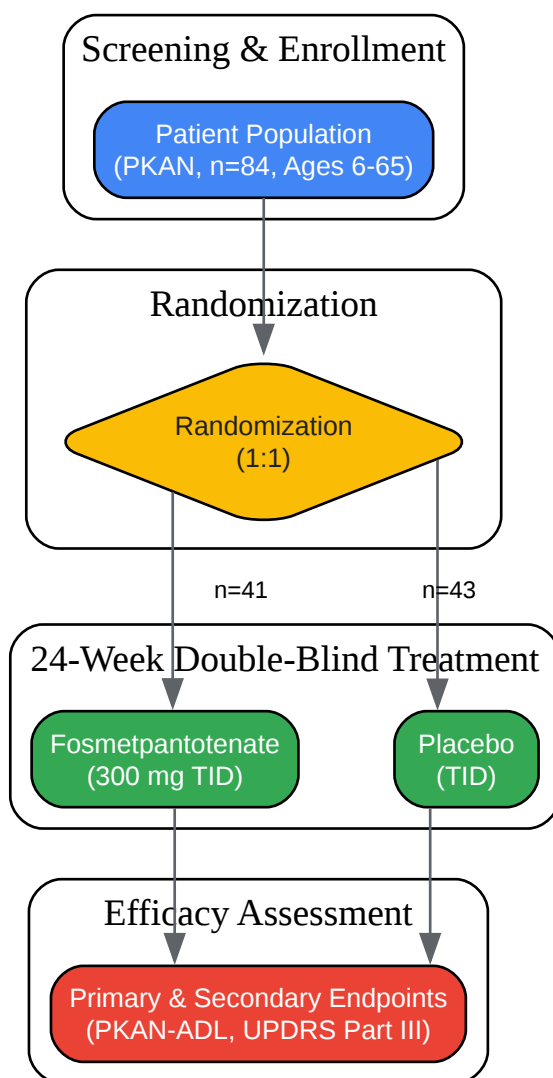 Screening & Enrollment
Patient Population
(PKAN, n=84, Ages 6-65)
Randomization
Randomization
(1:1)
n=41
n=43
24-Week Double-Blind Treatment
Fosmetpantotenate
(300 mg TID)
Placebo
(TID)
Efficacy Assessment
Primary & Secondary Endpoints
(PKAN-ADL, UPDRS Part III)